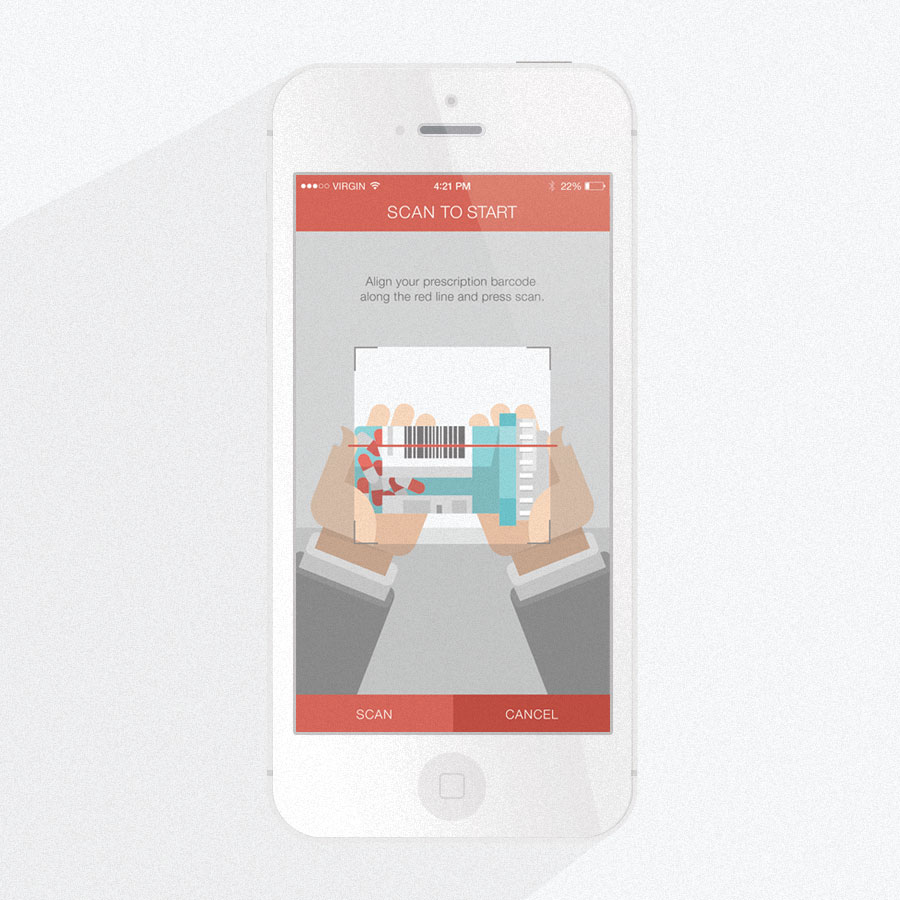 VIRGIN 4:21 PM 22%
SCAN TO START
Align your prescription barcode
along the red line and press scan.
SCAN CANCEL